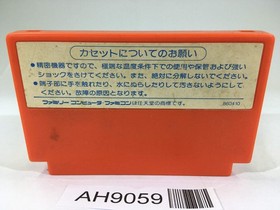 カセットについてのお願い
●精密機器ですので、極端な温度条件下での使用や保管および強い
ショックをさけてください。また、絶対に分解しないでください。
●端子部に手を触れたり、水にぬらしたりして汚さないようにして
ください。故障の原因となります。
ファミリーコンピュータ・ファミコンは任天堂の商標です。
AH9059